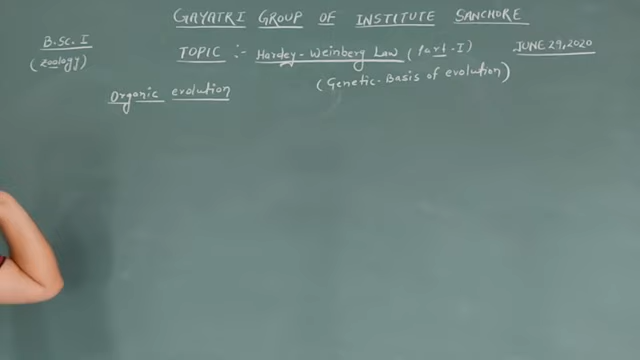 GAYATRI GROUP OF INSTITUTE SANCHORE
B.Sc. I
(Zoology)
TOPIC :- Hardey-Weinberg Law (Part-I)
JUNE 29, 2020
(Genetic-Basis of evolution)
Organic evolution